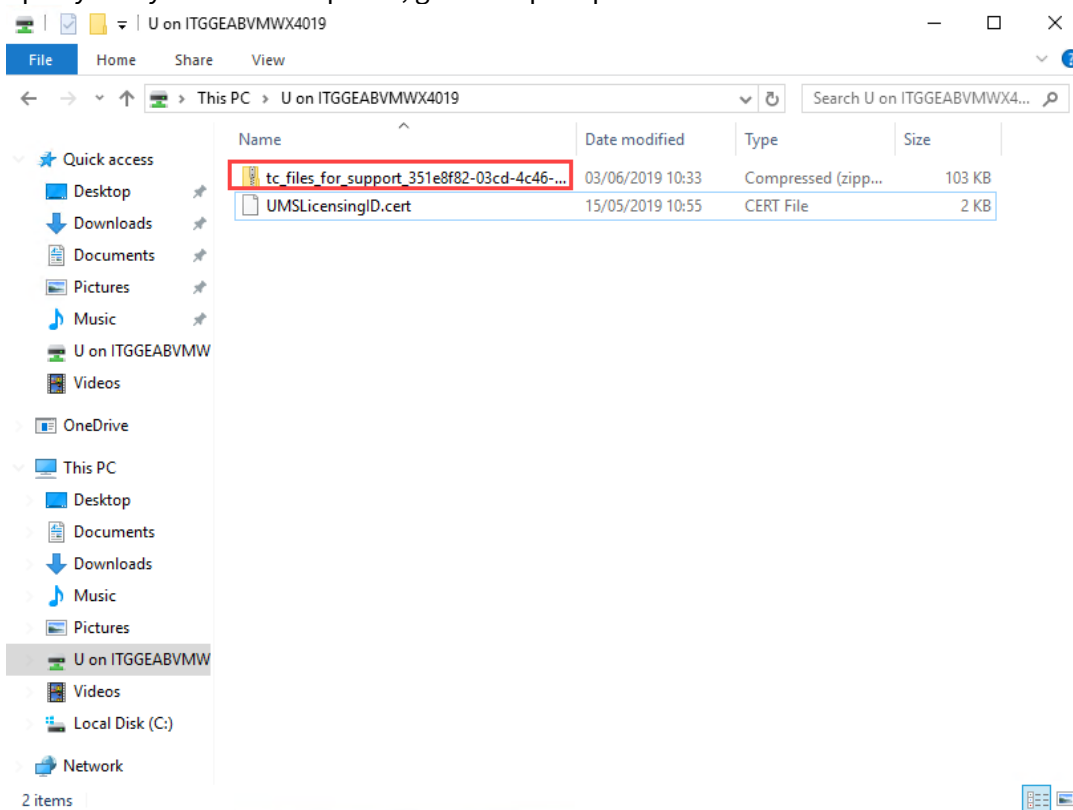 U on ITGGEABVMWX4019
File Home Share View
This PC > U on ITGGEABVMWX4019
Search U on ITGGEABVMWX4...
Name Date modified Type Size
Quick access
tc_files_for_support_351e8f82-03cd-4c46-... 03/06/2019 10:33 Compressed (zipp... 103 KB
Desktop
UMSLicensingID.cert 15/05/2019 10:55 CERT File 2 KB
Downloads
Documents
Pictures
Music
U on ITGGEABVMW
Videos
OneDrive
This PC
Desktop
Documents
Downloads
Music
Pictures
U on ITGGEABVMW
Videos
Local Disk (C:)
Network
2 items